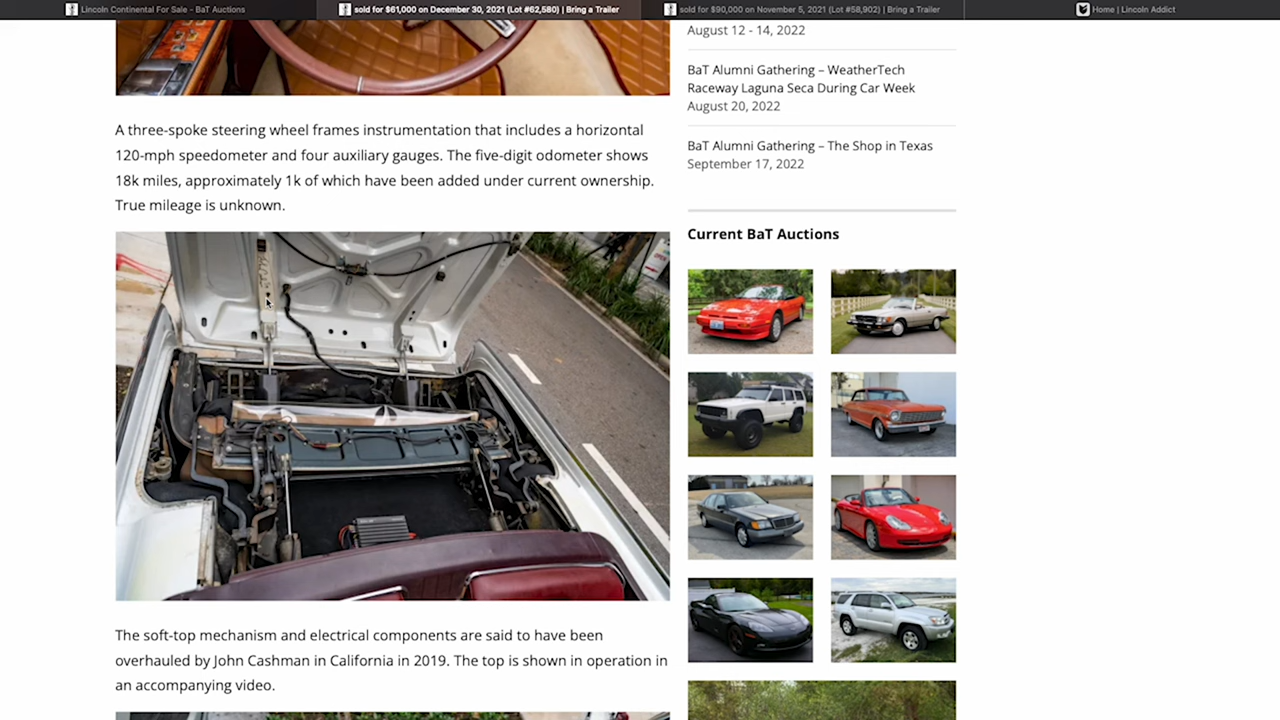 Lincoln Continental For Sale - BaT Auctions
sold for $61,000 on December 30, 2021 (Lot #62,580) | Bring a Trailer
sold for $90,000 on November 5, 2021 (Lot #58,902) | Bring a Trailer
Home | Lincoln Addict
A three-spoke steering wheel frames instrumentation that includes a horizontal
120-mph speedometer and four auxiliary gauges. The five-digit odometer shows
18k miles, approximately 1k of which have been added under current ownership.
True mileage is unknown.
The soft-top mechanism and electrical components are said to have been
overhauled by John Cashman in California in 2019. The top is shown in operation in
an accompanying video.
August 12 - 14, 2022
BaT Alumni Gathering – WeatherTech
Raceway Laguna Seca During Car Week
August 20, 2022
BaT Alumni Gathering – The Shop in Texas
September 17, 2022
Current BaT Auctions